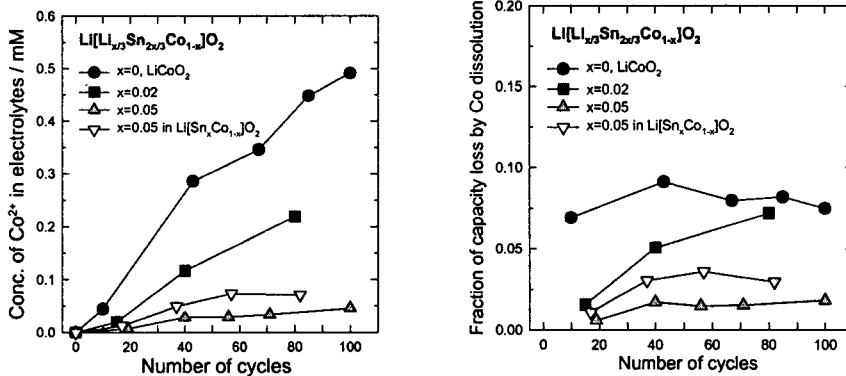 Li[Li_{x/3}Sn_{2x/3}Co_{1-x}]O_2
x=0, LiCoO_2
x=0.02
x=0.05
x=0.05 in Li[Sn_xCo_{1-x}]O_2
Conc. of Co^{2+} in electrolytes / mM
0.6
0.5
0.4
0.3
0.2
0.1
0.0
0 20 40 60 80 100
Number of cycles
Li[Li_{x/3}Sn_{2x/3}Co_{1-x}]O_2
x=0, LiCoO_2
x=0.02
x=0.05
x=0.05 in Li[Sn_xCo_{1-x}]O_2
Fraction of capacity loss by Co dissolution
0.20
0.15
0.10
0.05
0.00
0 20 40 60 80 100
Number of cycles